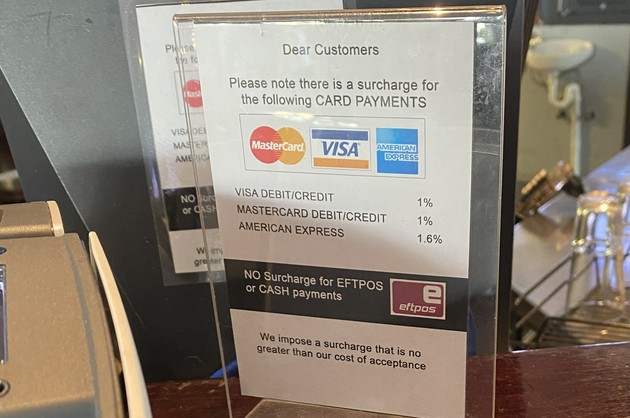 Dear Customers
Please note there is a surcharge for
the following CARD PAYMENTS
MasterCard
VISA
AMERICAN
EXPRESS
VISA DEBIT/CREDIT 1%
MASTERCARD DEBIT/CREDIT 1%
AMERICAN EXPRESS 1.6%
NO Surcharge for EFTPOS
or CASH payments
e
eftpos
We impose a surcharge that is no
greater than our cost of acceptance